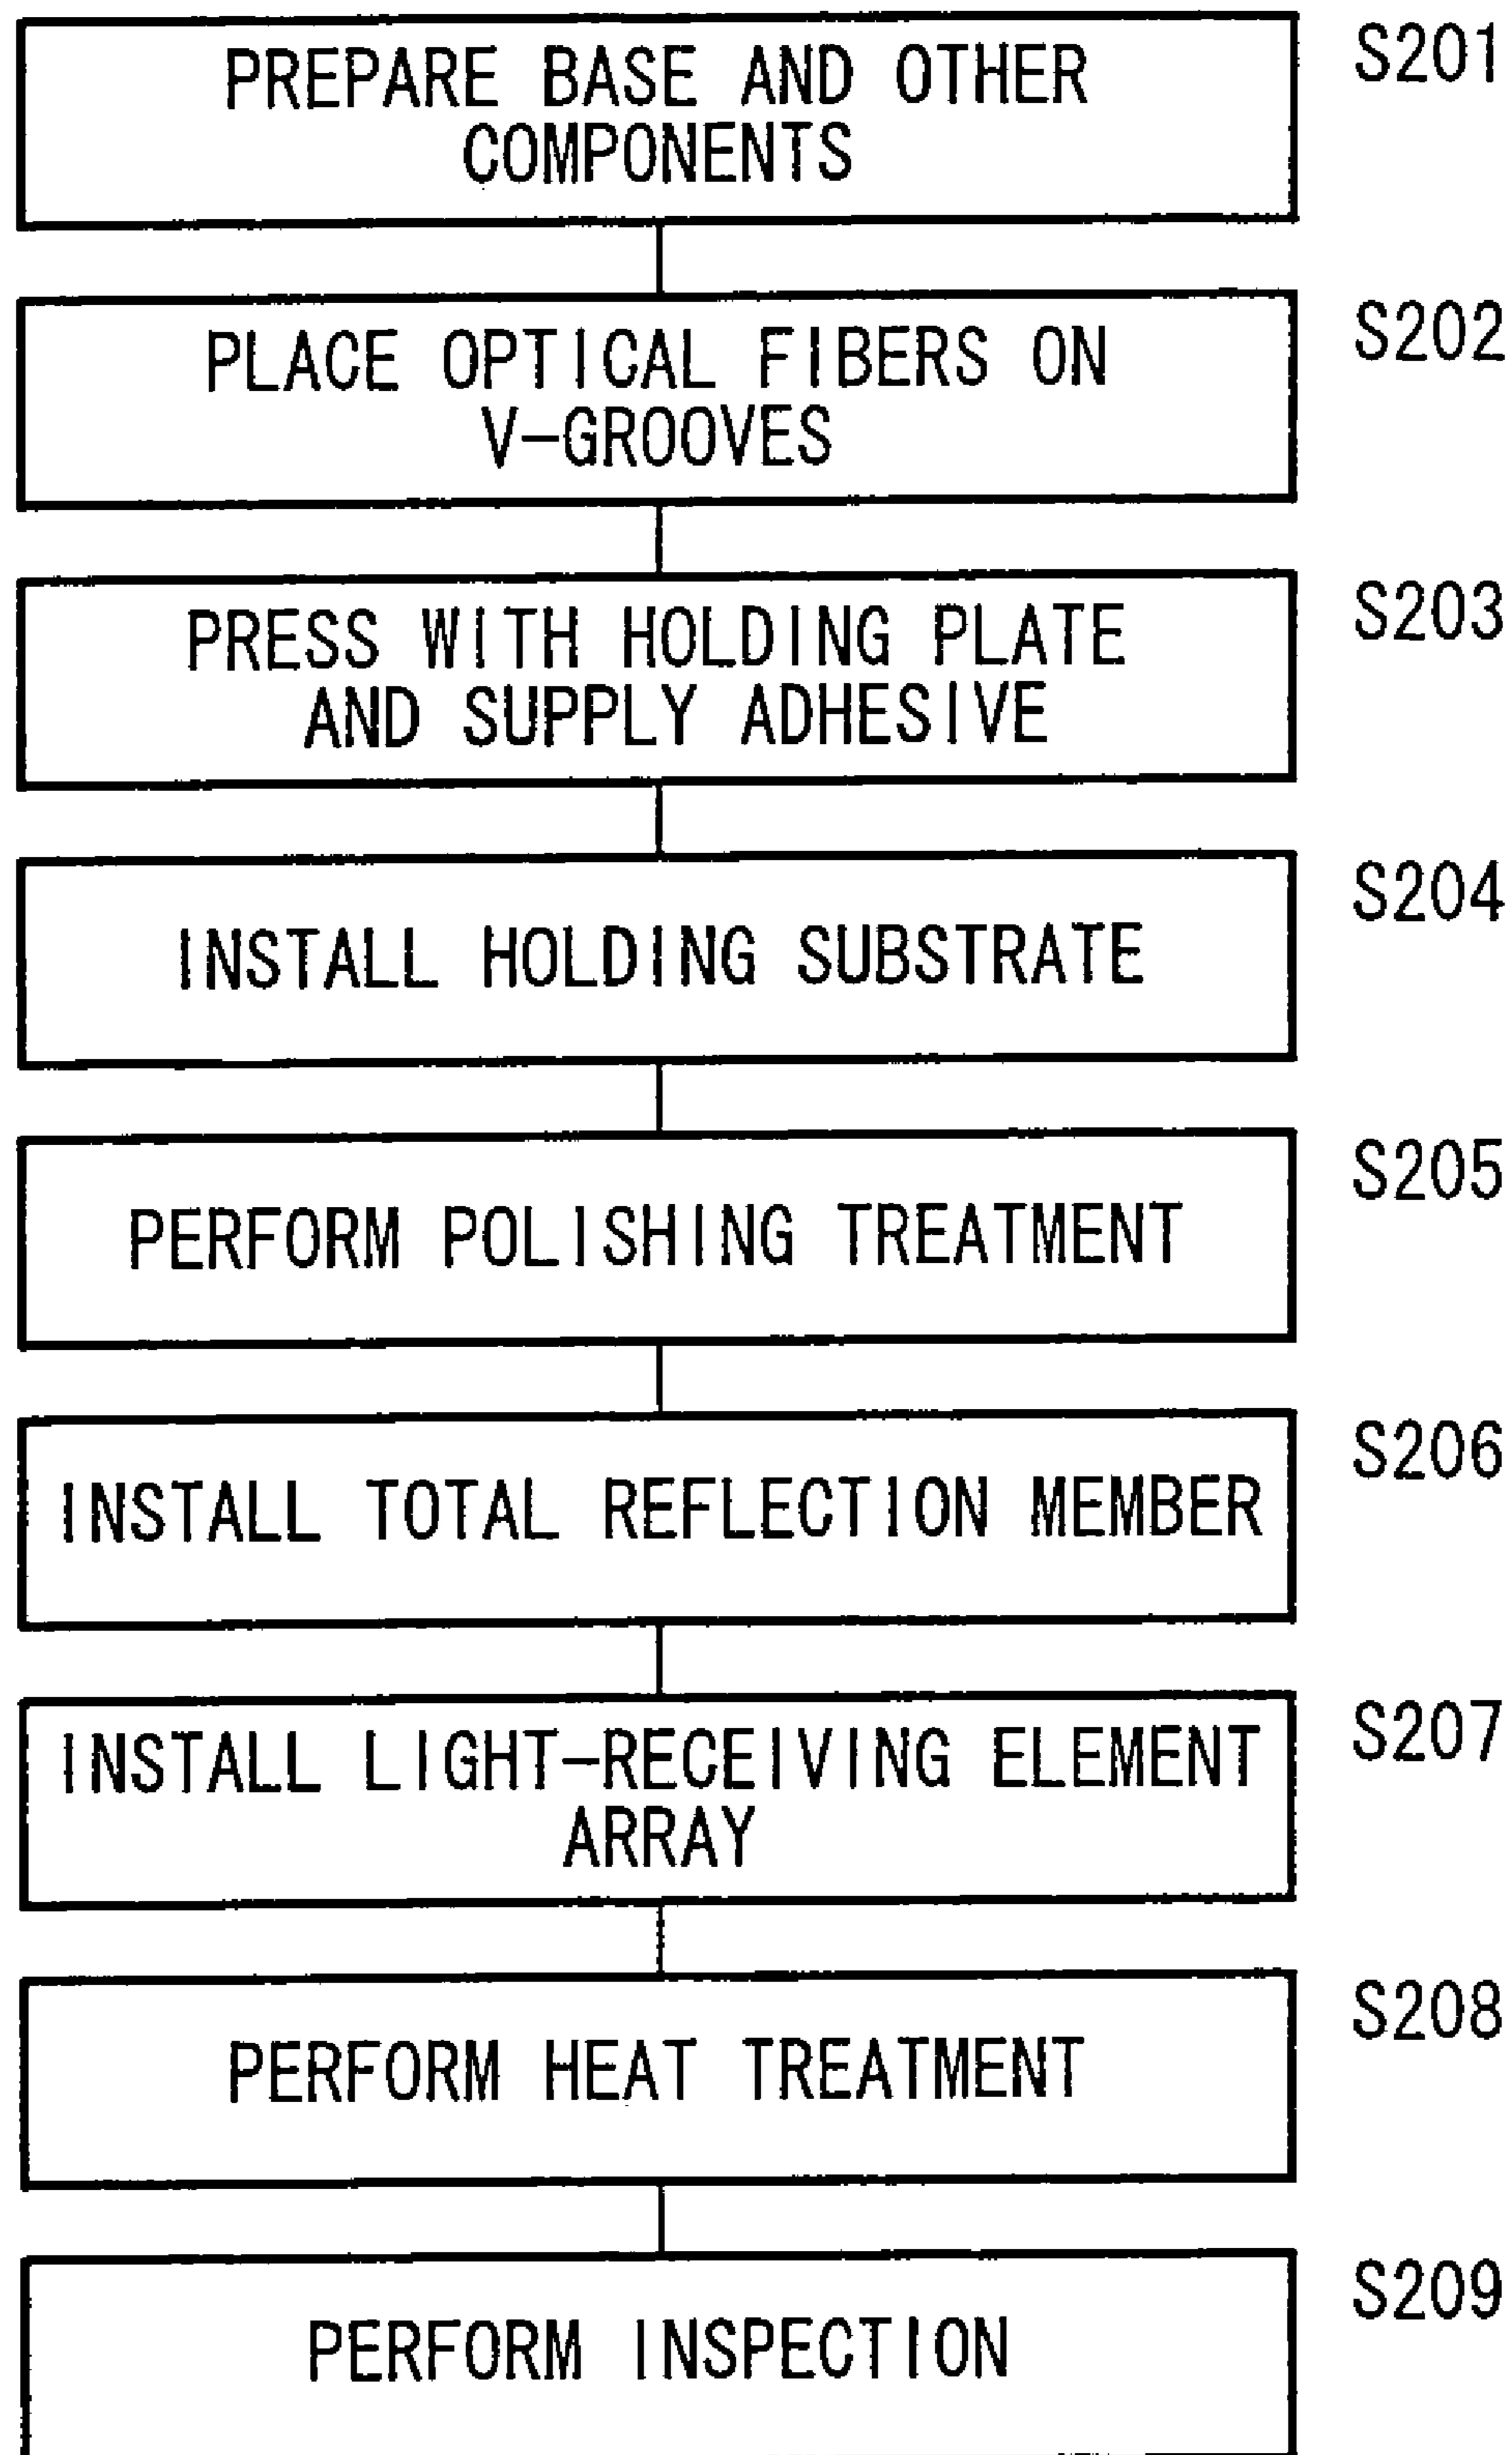 PREPARE BASE AND OTHER
COMPONENTS
S201
PLACE OPTICAL FIBERS ON
V-GROOVES
S202
PRESS WITH HOLDING PLATE
AND SUPPLY ADHESIVE
S203
INSTALL HOLDING SUBSTRATE
S204
PERFORM POLISHING TREATMENT
S205
INSTALL TOTAL REFLECTION MEMBER
S206
INSTALL LIGHT-RECEIVING ELEMENT
ARRAY
S207
PERFORM HEAT TREATMENT
S208
PERFORM INSPECTION
S209